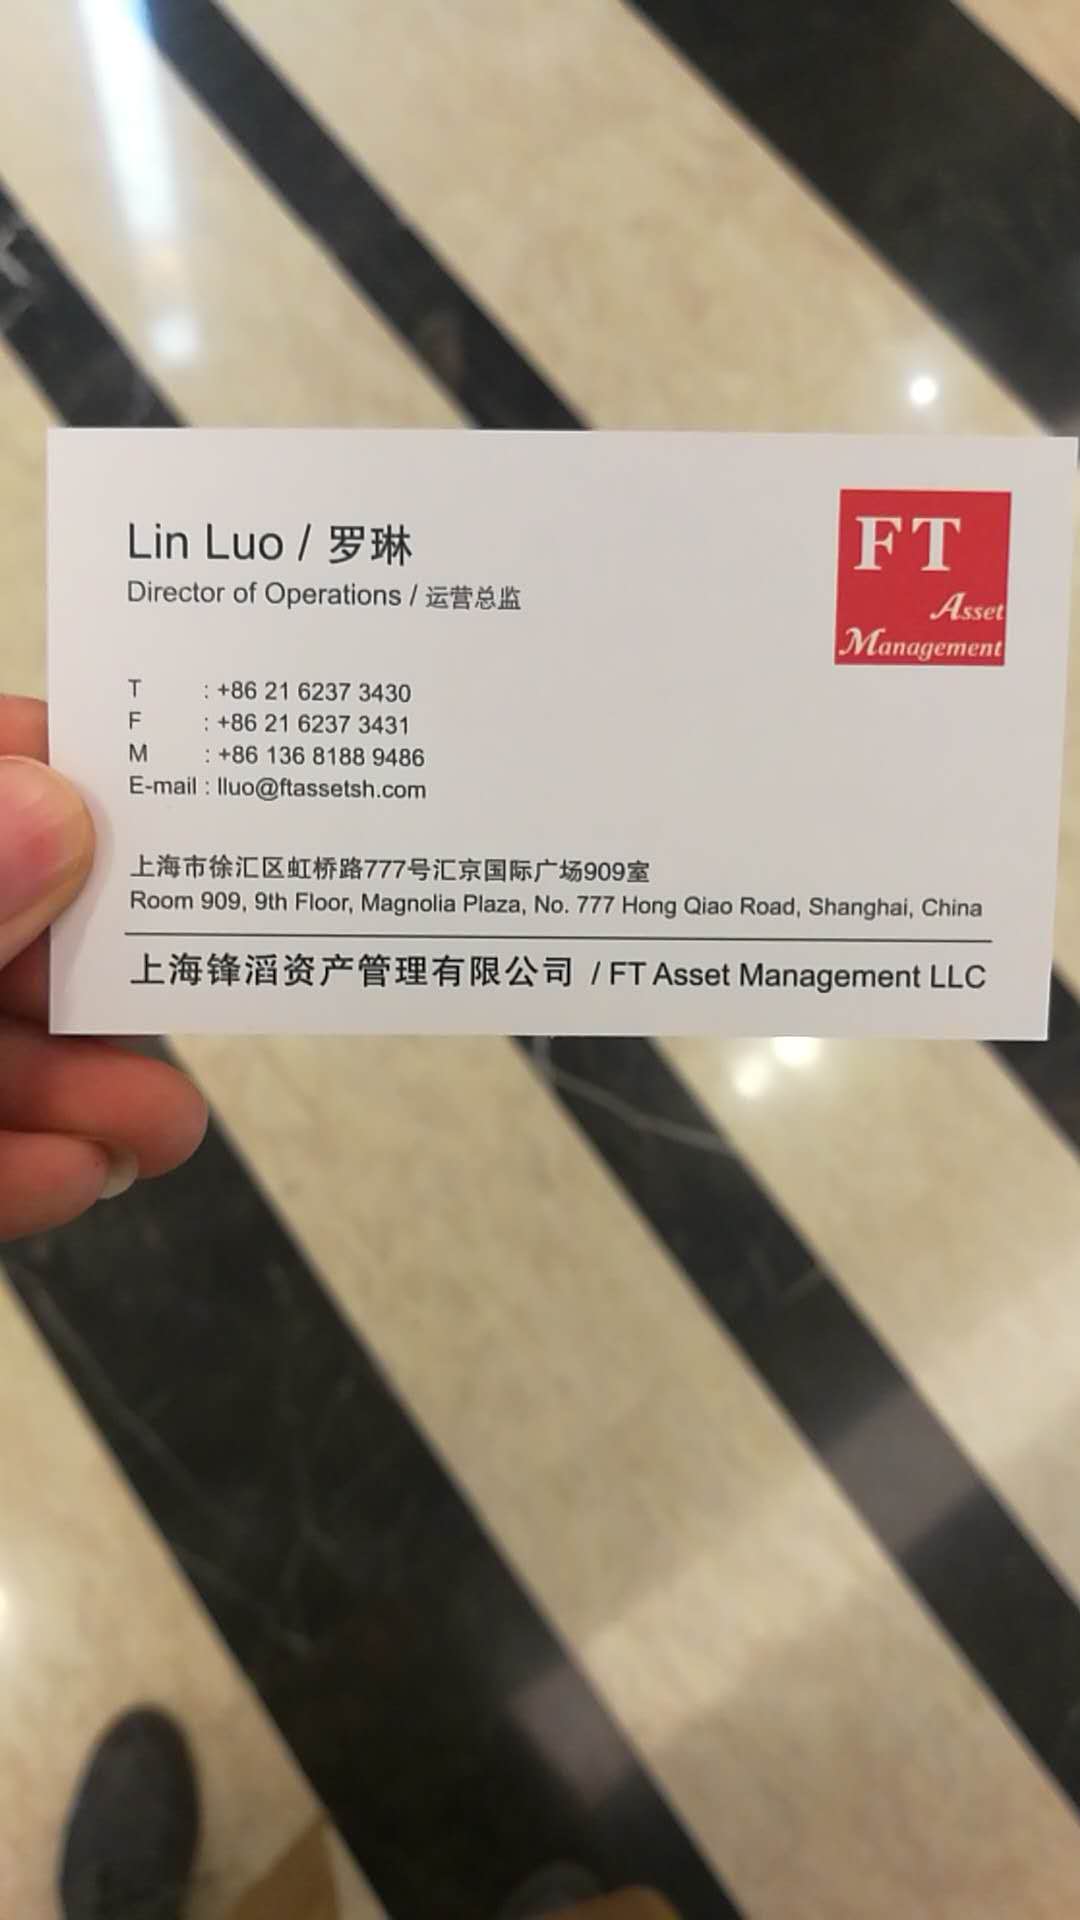 Lin Luo / 罗琳
Director of Operations / 运营总监
FT
Asset
Management
T : +86 21 6237 3430
F : +86 21 6237 3431
M : +86 136 8188 9486
E-mail : lluo@ftassetsh.com
上海市徐汇区虹桥路777号汇京国际广场909室
Room 909, 9th Floor, Magnolia Plaza, No. 777 Hong Qiao Road, Shanghai, China
上海锋滔资产管理有限公司 / FT Asset Management LLC